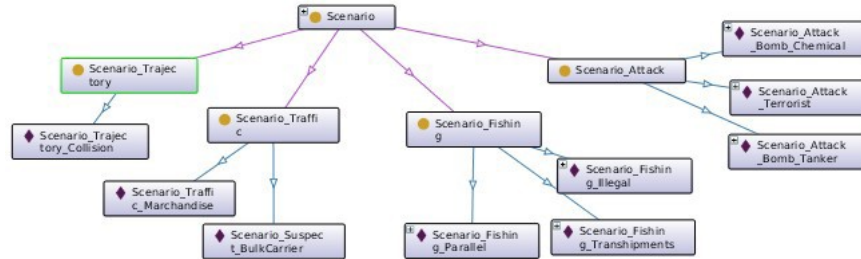 Scenario
Scenario_Trajec
tory
Scenario_Attack
Scenario_Attack
_Bomb_Chemical
Scenario_Attack
_Terrorist
Scenario_Attack
_Bomb_Tanker
Scenario_Traffi
c
Scenario_Fishin
g
Scenario_Trajec
tory_Collision
Scenario_Traffi
c_Marchandise
Scenario_Suspec
t_BulkCarrier
Scenario_Fishin
g_Illegal
Scenario_Fishin
g_Parallel
Scenario_Fishin
g_Transhipments